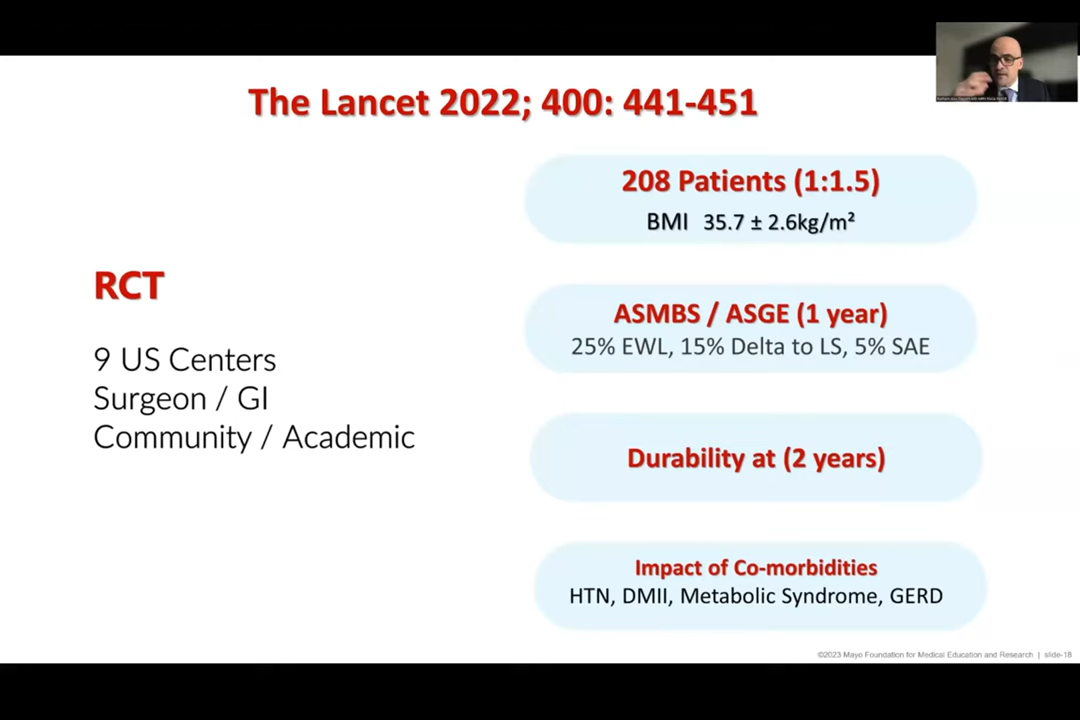 The Lancet 2022; 400: 441-451
RCT
9 US Centers
Surgeon / GI
Community / Academic
208 Patients (1:1.5)
BMI 35.7 ± 2.6kg/m²
ASMBS / ASGE (1 year)
25% EWL, 15% Delta to LS, 5% SAE
Durability at (2 years)
Impact of Co-morbidities
HTN, DMII, Metabolic Syndrome, GERD
©2023 Mayo Foundation for Medical Education and Research | slide-18